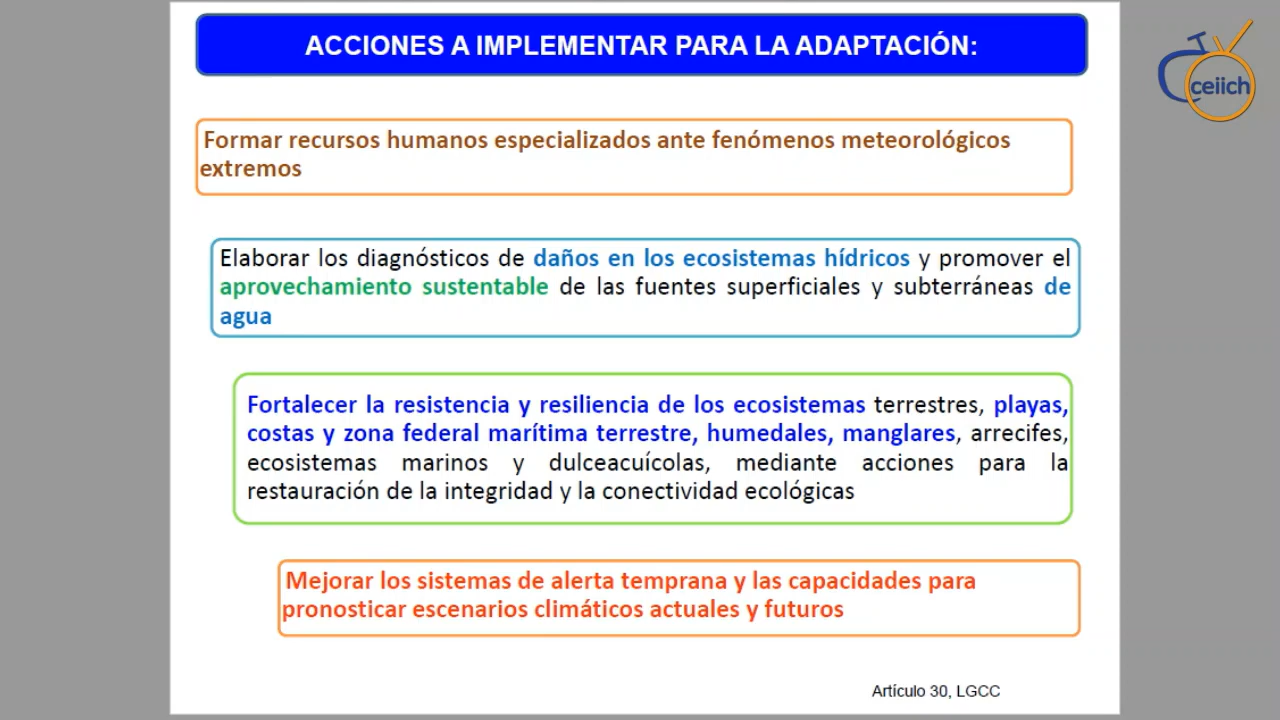 ACCIONES A IMPLEMENTAR PARA LA ADAPTACIÓN:
ceiich
Formar recursos humanos especializados ante fenómenos meteorológicos
extremos
Elaborar los diagnósticos de daños en los ecosistemas hídricos y promover el
aprovechamiento sustentable de las fuentes superficiales y subterráneas de
agua
Fortalecer la resistencia y resiliencia de los ecosistemas terrestres, playas,
costas y zona federal marítima terrestre, humedales, manglares, arrecifes,
ecosistemas marinos y dulceacuícolas, mediante acciones para la
restauración de la integridad y la conectividad ecológicas
Mejorar los sistemas de alerta temprana y las capacidades para
pronosticar escenarios climáticos actuales y futuros
Artículo 30, LGCC